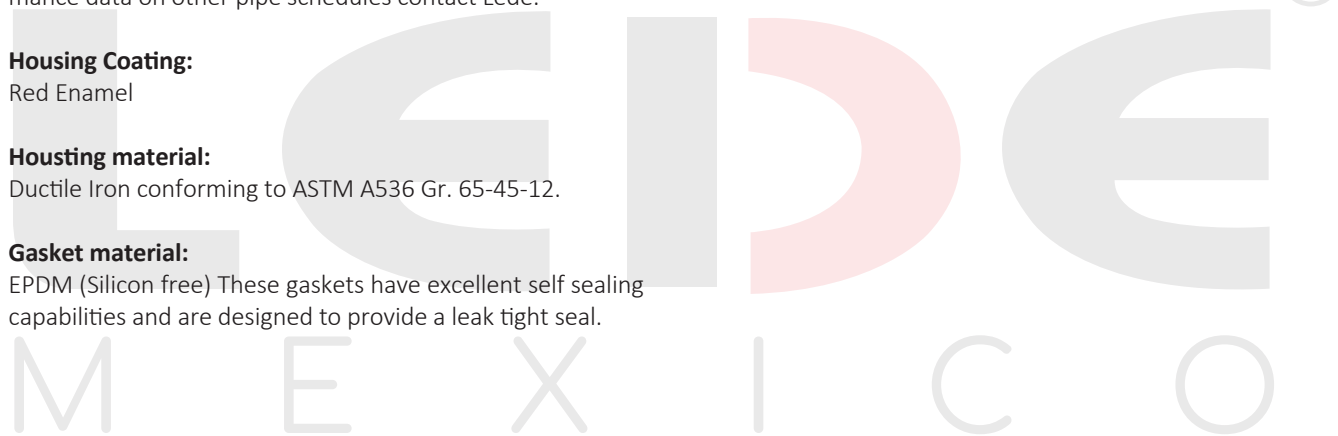 mance data on other pipe schedules contact Lede.
Housing Coating:
Red Enamel
Housting material:
Ductile Iron conforming to ASTM A536 Gr. 65-45-12.
Gasket material:
EPDM (Silicon free) These gaskets have excellent self sealing
capabilities and are designed to provide a leak tight seal.
LEDE
MEXICO